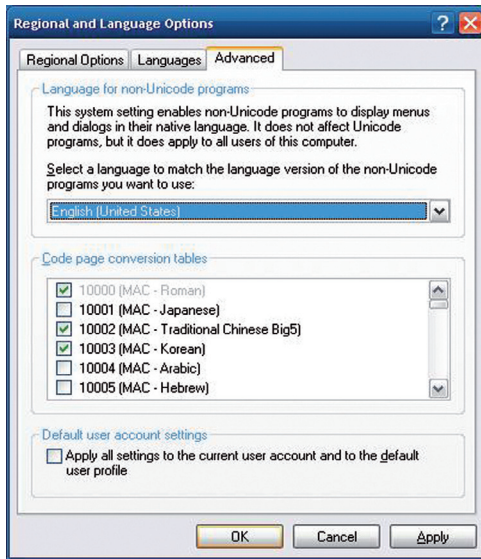 Regional and Language Options
Regional Options
Languages
Advanced
Language for non-Unicode programs
This system setting enables non-Unicode programs to display menus
and dialogs in their native language. It does not affect Unicode
programs, but it does apply to all users of this computer.
Select a language to match the language version of the non-Unicode
programs you want to use:
English (United States)
Code page conversion tables
10000 (MAC - Roman)
10001 (MAC - Japanese)
10002 (MAC - Traditional Chinese Big5)
10003 (MAC - Korean)
10004 (MAC - Arabic)
10005 (MAC - Hebrew)
Default user account settings
Apply all settings to the current user account and to the default
user profile
OK
Cancel
Apply